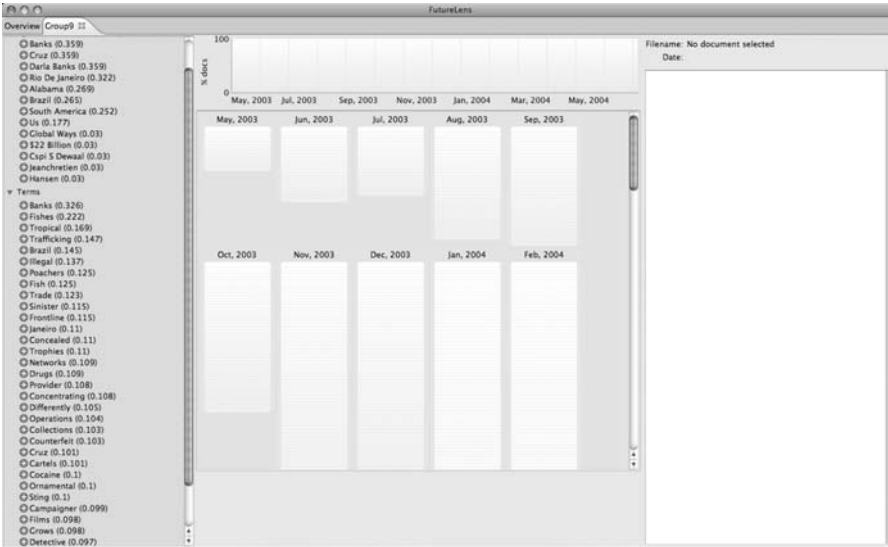 FutureLens
Overview Group9
Banks (0.359)
Cruz (0.359)
Darla Banks (0.359)
Rio De Janeiro (0.322)
Alabama (0.269)
Brazil (0.265)
South America (0.252)
Us (0.177)
Global Ways (0.03)
$22 Billion (0.03)
Cspi S Dewaal (0.03)
Jeanchretien (0.03)
Hansen (0.03)
Terms
Banks (0.326)
Fishes (0.222)
Tropical (0.169)
Trafficking (0.147)
Brazil (0.145)
Illegal (0.137)
Poachers (0.125)
Fish (0.125)
Trade (0.123)
Sinister (0.115)
Frontline (0.115)
Janeiro (0.11)
Concealed (0.11)
Trophies (0.11)
Networks (0.109)
Drugs (0.109)
Provider (0.108)
Concentrating (0.108)
Differently (0.105)
Operations (0.104)
Collections (0.103)
Counterfeit (0.103)
Cruz (0.101)
Cartels (0.101)
Cocaine (0.1)
Ornamental (0.1)
Sting (0.1)
Campaigner (0.099)
Films (0.098)
Grows (0.098)
Detective (0.097)
100
% docs
0
May, 2003 Jul, 2003 Sep, 2003 Nov, 2003 Jan, 2004 Mar, 2004 May, 2004
May, 2003 Jun, 2003 Jul, 2003 Aug, 2003 Sep, 2003
Oct, 2003 Nov, 2003 Dec, 2003 Jan, 2004 Feb, 2004
Filename: No document selected
Date: